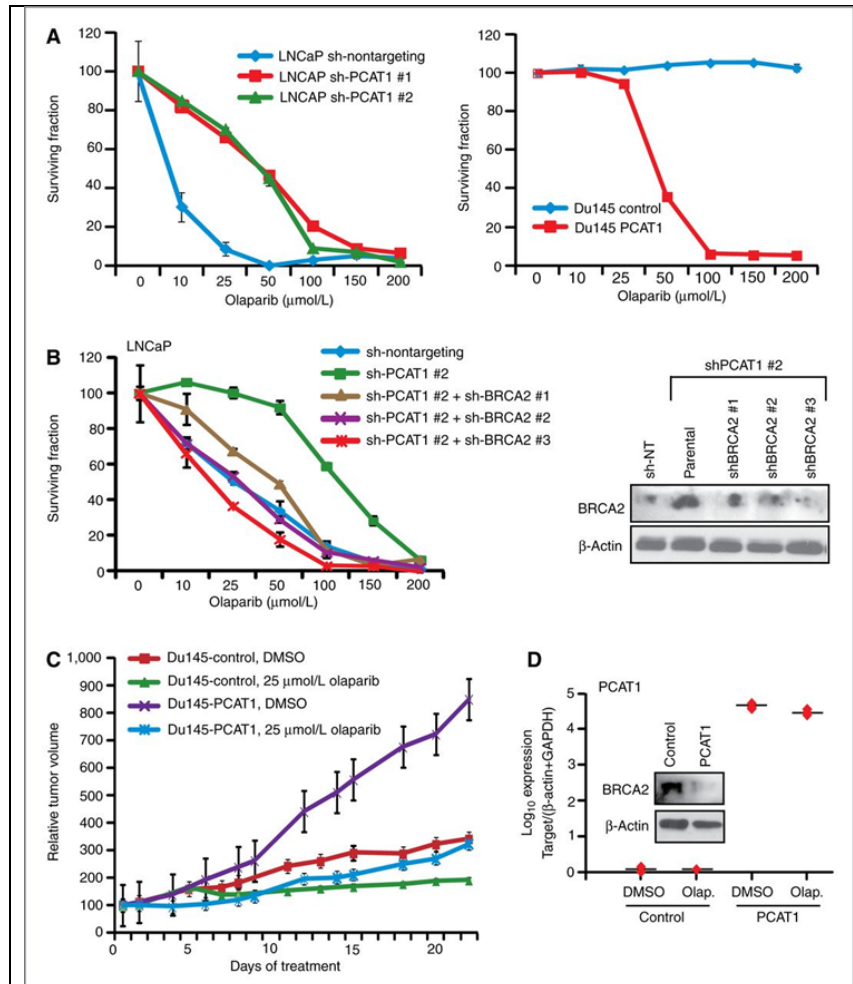 A
120
100
80
60
40
20
0
Surviving fraction
LNCaP sh-nontargeting
LNCAP sh-PCAT1 #1
LNCAP sh-PCAT1 #2
0 10 25 50 100 150 200
Olaparib (μmol/L)
120
100
80
60
40
20
0
Surviving fraction
Du145 control
Du145 PCAT1
0 10 25 50 100 150 200
Olaparib (μmol/L)
B
LNCaP
120
100
80
60
40
20
0
Surviving fraction
sh-nontargeting
sh-PCAT1 #2
sh-PCAT1 #2 + sh-BRCA2 #1
sh-PCAT1 #2 + sh-BRCA2 #2
sh-PCAT1 #2 + sh-BRCA2 #3
0 10 25 50 100 150 200
Olaparib (μmol/L)
shPCAT1 #2
sh-NT
Parental
shBRCA2 #1
shBRCA2 #2
shBRCA2 #3
BRCA2
β-Actin
C
1,000
900
800
700
600
500
400
300
200
100
0
Relative tumor volume
Du145-control, DMSO
Du145-control, 25 μmol/L olaparib
Du145-PCAT1, DMSO
Du145-PCAT1, 25 μmol/L olaparib
0 5 10 15 20
Days of treatment
D
PCAT1
5
4
3
2
1
0
Log10 expression
Target/(β-actin+GAPDH)
Control
PCAT1
BRCA2
β-Actin
DMSO Olap. DMSO Olap.
Control PCAT1